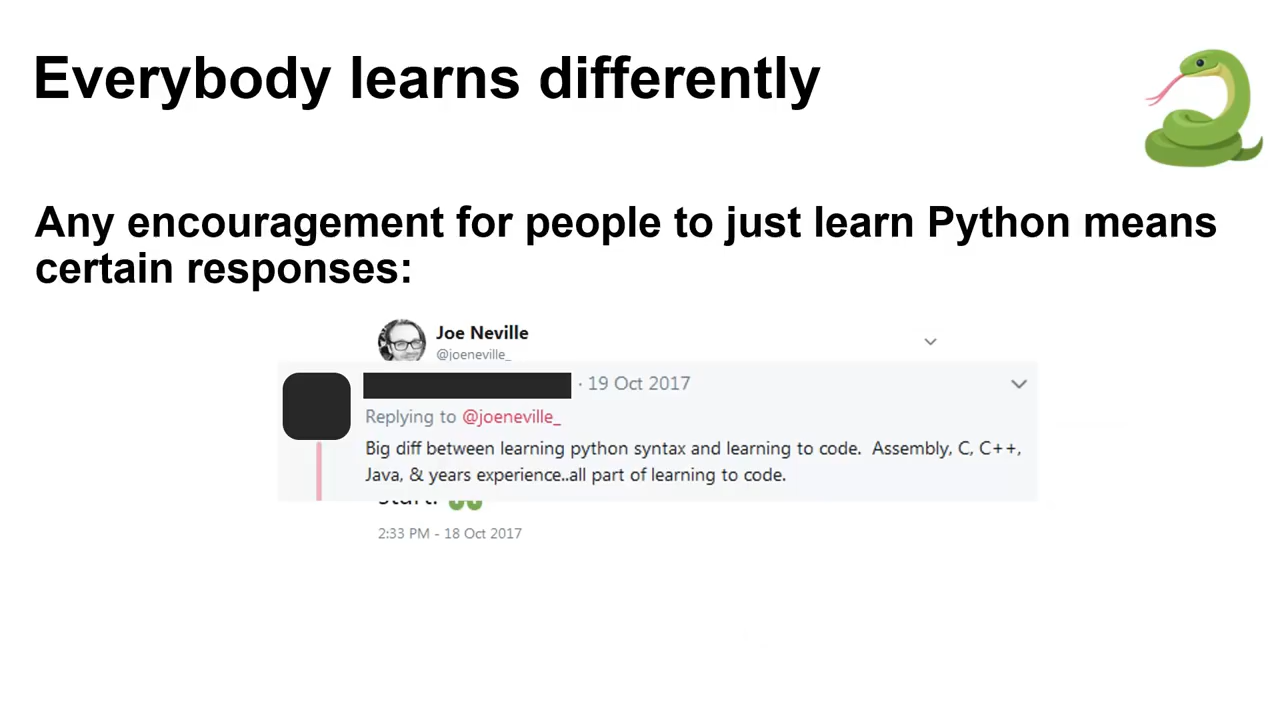 Everybody learns differently
Any encouragement for people to just learn Python means
certain responses:
Joe Neville
@joeneville_
· 19 Oct 2017
Replying to @joeneville_
Big diff between learning python syntax and learning to code. Assembly, C, C++,
Java, & years experience..all part of learning to code.
start.
2:33 PM - 18 Oct 2017